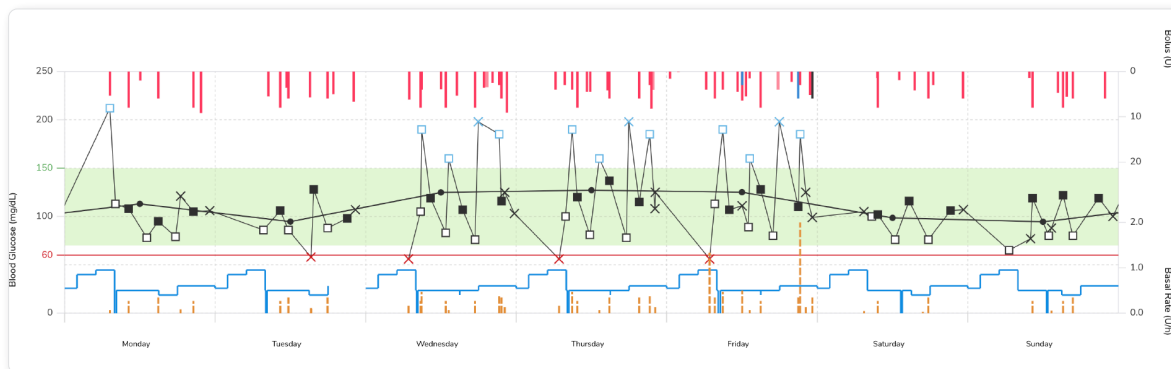 Bolus (U)
250
0
200
10
150
20
Blood Glucose (mg/dL)
100
2.0
60
1.0
Basal Rate (U/h)
0
0.0
Monday
Tuesday
Wednesday
Thursday
Friday
Saturday
Sunday